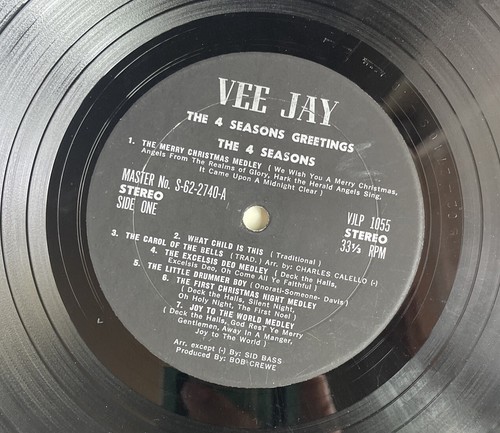 VEE JAY
THE 4 SEASONS GREETINGS
THE 4 SEASONS
1. THE MERRY CHRISTMAS MEDLEY ( We Wish You A Merry Christmas,
Angels From The Realms of Glory, Hark the Herald Angels Sing,
It Came Upon A Midnight Clear )
MASTER No. S-62-2740-A
STEREO
SIDE ONE
VJLP 1055
STEREO
33⅓ RPM
2. WHAT CHILD IS THIS ( Traditional )
3. THE CAROL OF THE BELLS ( TRAD. ) Arr. by: CHARLES CALELLO (-)
4. THE EXCELSIS DEO MEDLEY ( Deck the Halls,
Excelsis Deo, Oh Come All Ye Faithful )
5. THE LITTLE DRUMMER BOY ( Onorati-Someone- Davis )
6. THE FIRST CHRISTMAS NIGHT MEDLEY
( Deck the Halls, Silent Night,
Oh Holy Night, The First Noel )
7. JOY TO THE WORLD MEDLEY
( Deck the Halls, God Rest Ye Merry
Gentlemen, Away In A Manger,
Joy to The World )
Arr. except (-) By: SID BASS
Produced By: BOB CREWE